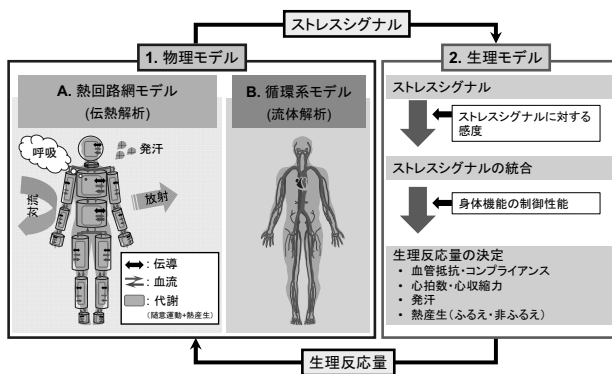 ストレスシグナル
1. 物理モデル
A. 熱回路網モデル
(伝熱解析)
呼吸
発汗
対流
放射
:伝導
:血流
:代謝
(随意運動+熱産生)
B. 循環系モデル
(流体解析)
2. 生理モデル
ストレスシグナル
ストレスシグナルに対する
感度
ストレスシグナルの統合
身体機能の制御性能
生理反応量の決定
• 血管抵抗・コンプライアンス
• 心拍数・心収縮力
• 発汗
• 熱産生(ふるえ・非ふるえ)
生理反応量